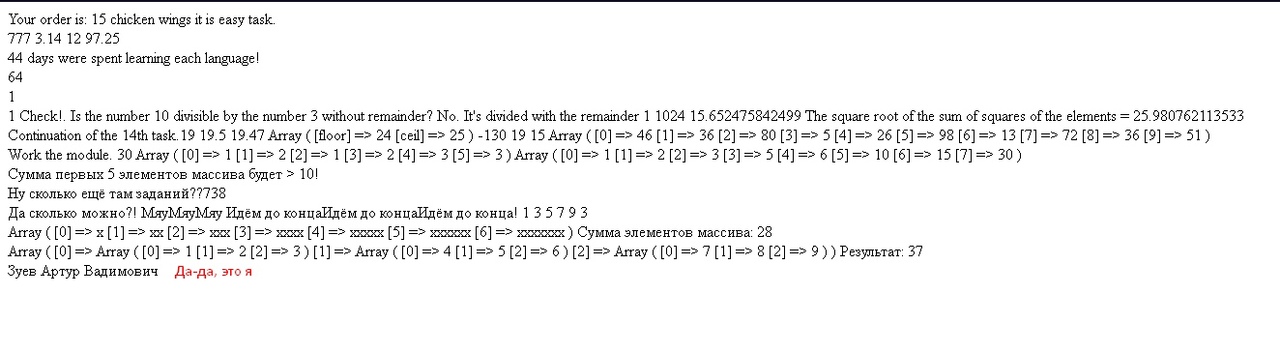 Your order is: 15 chicken wings it is easy task.
777 3.14 12 97.25
44 days were spent learning each language!
64
1
1 Check!. Is the number 10 divisible by the number 3 without remainder? No. It's divided with the remainder 1 1024 15.652475842499 The square root of the sum of squares of the elements = 25.980762113533
Continuation of the 14th task.19 19.5 19.47 Array ( [floor] => 24 [ceil] => 25 ) -130 19 15 Array ( [0] => 46 [1] => 36 [2] => 80 [3] => 5 [4] => 26 [5] => 98 [6] => 13 [7] => 72 [8] => 36 [9] => 51 )
Work the module. 30 Array ( [0] => 1 [1] => 2 [2] => 1 [3] => 2 [4] => 3 [5] => 3 ) Array ( [0] => 1 [1] => 2 [2] => 3 [3] => 5 [4] => 6 [5] => 10 [6] => 15 [7] => 30 )
Сумма первых 5 элементов массива будет > 10!
Ну сколько ещё там заданий??738
Да сколько можно?! МяуМяуМяу Идём до концаИдём до концаИдём до конца! 1 3 5 7 9 3
Array ( [0] => x [1] => xx [2] => xxx [3] => xxxx [4] => xxxxx [5] => xxxxxx [6] => xxxxxxx ) Сумма элементов массива: 28
Array ( [0] => Array ( [0] => 1 [1] => 2 [2] => 3 ) [1] => Array ( [0] => 4 [1] => 5 [2] => 6 ) [2] => Array ( [0] => 7 [1] => 8 [2] => 9 ) ) Результат: 37
Зуев Артур Вадимович Да-да, это я